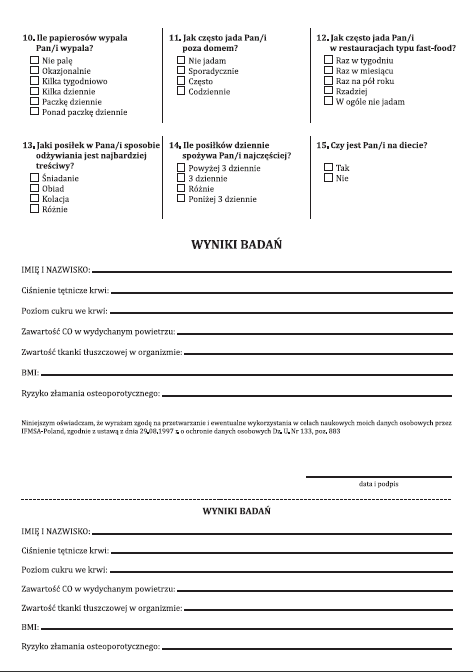 10. Ile papierosów wypala
Pan/i wypala?
Nie palę
Okazjonalnie
Kilka tygodniowo
Kilka dziennie
Paczkę dziennie
Ponad paczkę dziennie
11. Jak często jada Pan/i
poza domem?
Nie jadam
Sporadycznie
Często
Codziennie
12. Jak często jada Pan/i
w restauracjach typu fast-food?
Raz w tygodniu
Raz w miesiącu
Raz na pół roku
Rzadziej
W ogóle nie jadam
13. Jaki posiłek w Pana/i sposobie
odżywiania jest najbardziej
treściwy?
Śniadanie
Obiad
Kolacja
Różnie
14. Ile posiłków dziennie
spożywa Pan/i najczęściej?
Powyżej 3 dziennie
3 dziennie
Różnie
Poniżej 3 dziennie
15. Czy jest Pan/i na diecie?
Tak
Nie
WYNIKI BADAŃ
IMIĘ I NAZWISKO:
Ciśnienie tętnicze krwi:
Poziom cukru we krwi:
Zawartość CO w wydychanym powietrzu:
Zwartość tkanki tłuszczowej w organizmie:
BMI:
Ryzyko złamania osteoporotycznego:
Niniejszym oświadczam, że wyrażam zgodę na przetwarzanie i ewentualne wykorzystania w celach naukowych moich danych osobowych przez
IFMSA-Poland, zgodnie z ustawą z dnia 29.08.1997 r. o ochronie danych osobowych Dz. U. Nr 133, poz. 883
data i podpis
WYNIKI BADAŃ
IMIĘ I NAZWISKO:
Ciśnienie tętnicze krwi:
Poziom cukru we krwi:
Zawartość CO w wydychanym powietrzu:
Zwartość tkanki tłuszczowej w organizmie:
BMI:
Ryzyko złamania osteoporotycznego: